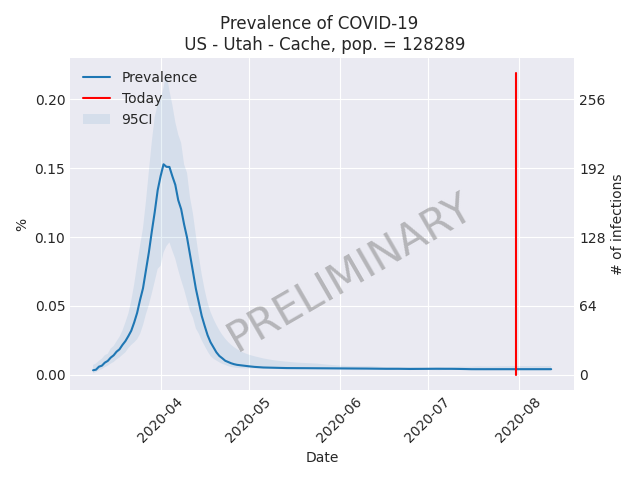 Prevalence of COVID-19
US - Utah - Cache, pop. = 128289
Prevalence
Today
95CI
0.20
0.15
0.10
0.05
0.00
%
256
192
128
64
0
# of infections
PRELIMINARY
2020-04
2020-05
2020-06
2020-07
2020-08
Date